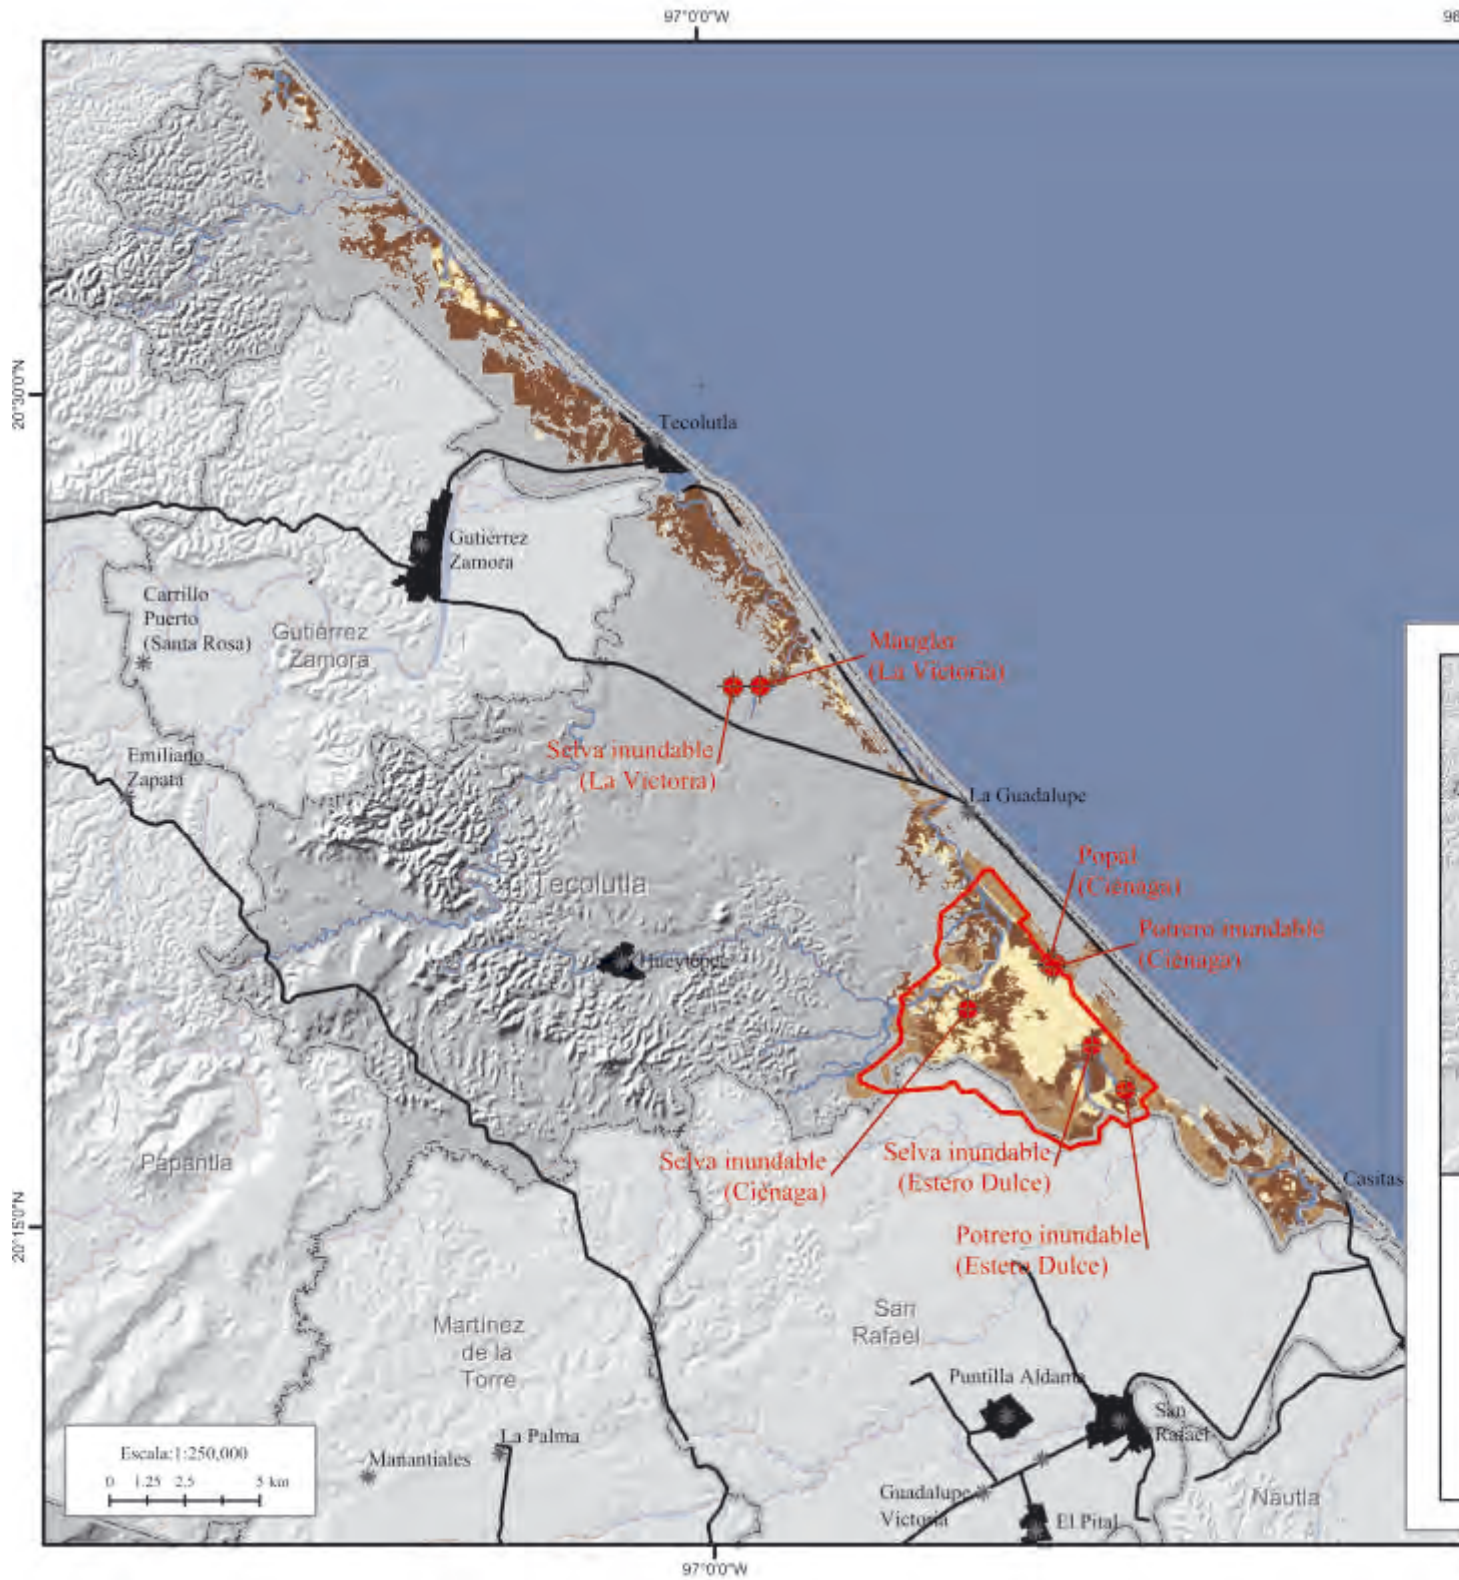 97°0'0"W
98
20°30'0"N
Tecolutla
Gutiérrez
Zamora
Carrillo
Puerto
(Santa Rosa)
Gutiérrez
Zamora
Manglar
(La Victoria)
Selva inundable
(La Victoria)
Emiliano
Zapata
La Guadalupe
Popal
(Ciénaga)
Tecolutla
Potrero inundable
(Ciénaga)
Hueytepec
Papantla
Selva inundable
(Ciénaga)
Selva inundable
(Estero Dulce)
Casitas
20°15'0"N
Potrero inundable
(Estero Dulce)
San
Rafael
Martínez
de la
Torre
Puntilla Aldama
San
Rafael
Escala:1:250,000
0 1.25 2.5 5 km
La Palma
Manantiales
Guadalupe
Victoria
El Pital
Nautla
97°0'0"W